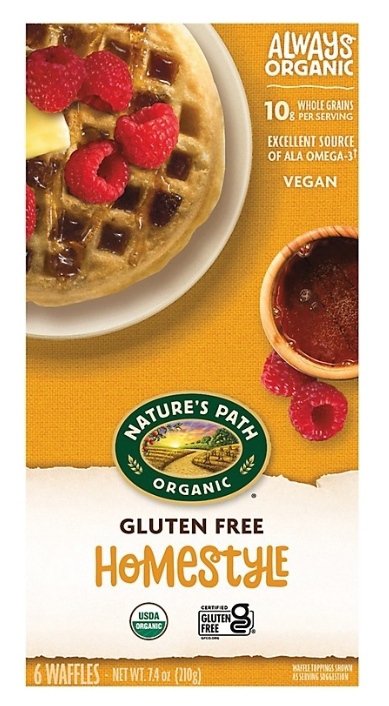 ALWAYS
ORGANIC
10g WHOLE GRAINS
PER SERVING
EXCELLENT SOURCE
OF ALA OMEGA-3†
VEGAN
NATURE'S PATH
ORGANIC
®
GLUTEN FREE
HOMESTYLE
USDA
ORGANIC
CERTIFIED
GLUTEN
FREE
®
6 WAFFLES - NET WT. 7.4 oz (210g)
WAFFLE TOPPINGS SHOWN
AS SERVING SUGGESTION